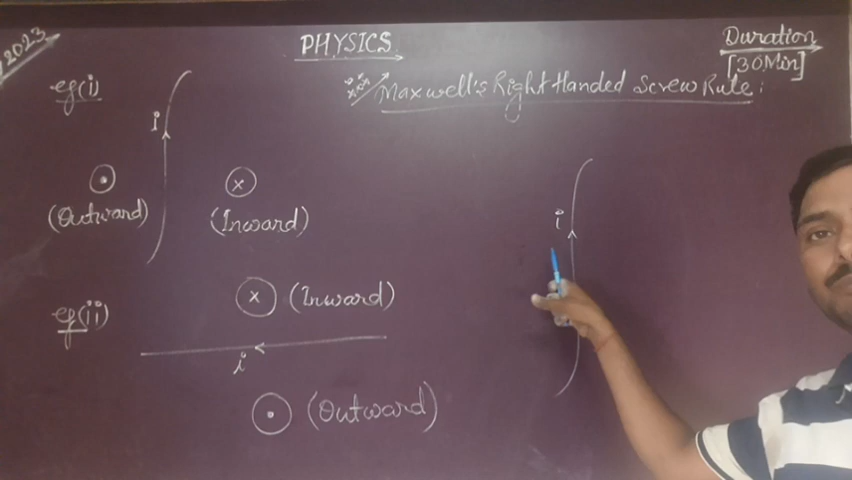 2023
PHYSICS
Duration
[30Min]
Maxwell's Right Handed Screw Rule:
eg(i)
i
(Outward)
x
(Inward)
i
eg(ii)
x
(Inward)
i
(Outward)